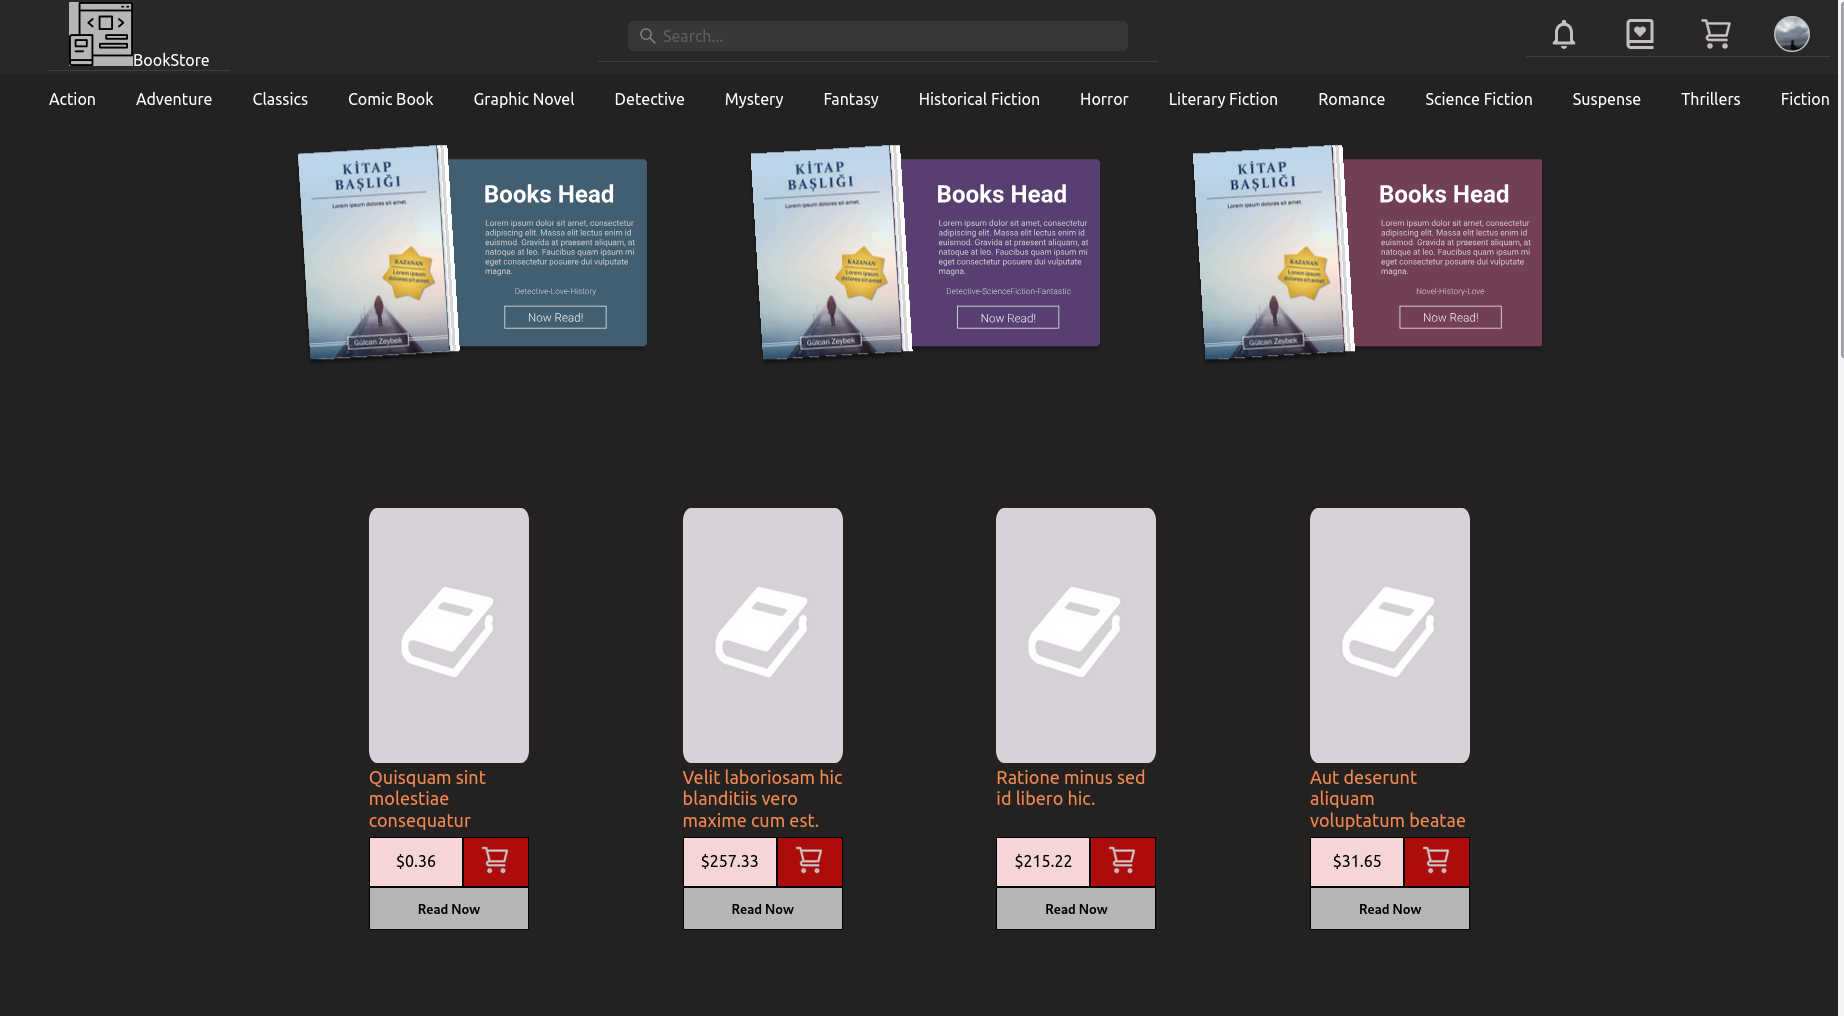 BookStore
Search...
Action Adventure Classics Comic Book Graphic Novel Detective Mystery Fantasy Historical Fiction Horror Literary Fiction Romance Science Fiction Suspense Thrillers Fiction
KİTAP
BAŞLIĞI
Lorem ipsum dolores sit amet.
KAZANAN
Lorem ipsum
dolores sit amet
Gülcan Zeybek
Books Head
Lorem ipsum dolor sit amet, consectetur
adipiscing elit. Massa elit lectus enim id
euismod. Gravida at praesent aliquam, at
natoque at leo. Faucibus quam ipsum mi
eget consectetur posuere dui vulputate
magna.
Detective-Love-History
Now Read!
KİTAP
BAŞLIĞI
Lorem ipsum dolores sit amet.
KAZANAN
Lorem ipsum
dolores sit amet
Gülcan Zeybek
Books Head
Lorem ipsum dolor sit amet, consectetur
adipiscing elit. Massa elit lectus enim id
euismod. Gravida at praesent aliquam, at
natoque at leo. Faucibus quam ipsum mi
eget consectetur posuere dui vulputate
magna.
Detective-ScienceFiction-Fantastic
Now Read!
KİTAP
BAŞLIĞI
Lorem ipsum dolores sit amet.
KAZANAN
Lorem ipsum
dolores sit amet
Gülcan Zeybek
Books Head
Lorem ipsum dolor sit amet, consectetur
adipiscing elit. Massa elit lectus enim id
euismod. Gravida at praesent aliquam, at
natoque at leo. Faucibus quam ipsum mi
eget consectetur posuere dui vulputate
magna.
Novel-History-Love
Now Read!
Quisquam sint
molestiae
consequatur
$0.36
Read Now
Velit laboriosam hic
blanditiis vero
maxime cum est.
$257.33
Read Now
Ratione minus sed
id libero hic.
$215.22
Read Now
Aut deserunt
aliquam
voluptatum beatae
$31.65
Read Now